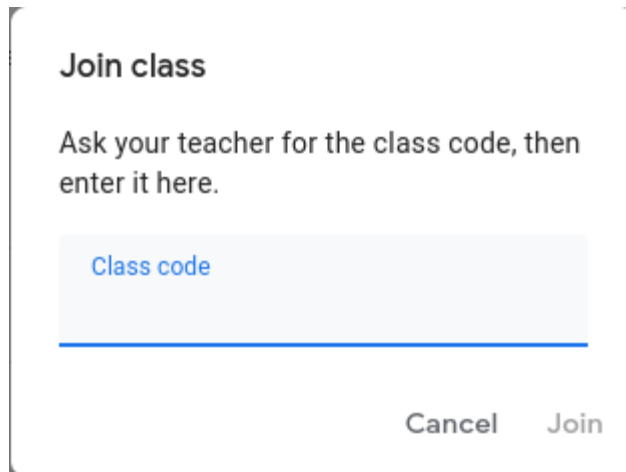 Join class
Ask your teacher for the class code, then
enter it here.
Class code
Cancel Join